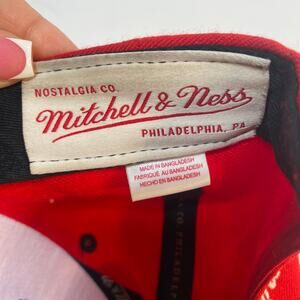 NOSTALGIA CO.
Mitchell & Ness
PHILADELPHIA, PA
MADE IN BANGLADESH
FABRIQUÉ AU BANGLADESH
HECHO EN BANGLADESH